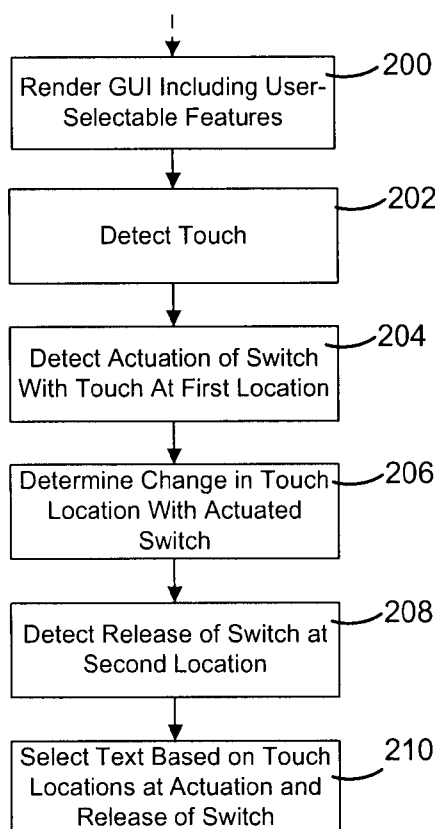 Render GUI Including User-
Selectable Features
200
Detect Touch
202
Detect Actuation of Switch
With Touch At First Location
204
Determine Change in Touch
Location With Actuated
Switch
206
Detect Release of Switch at
Second Location
208
Select Text Based on Touch
Locations at Actuation and
Release of Switch
210